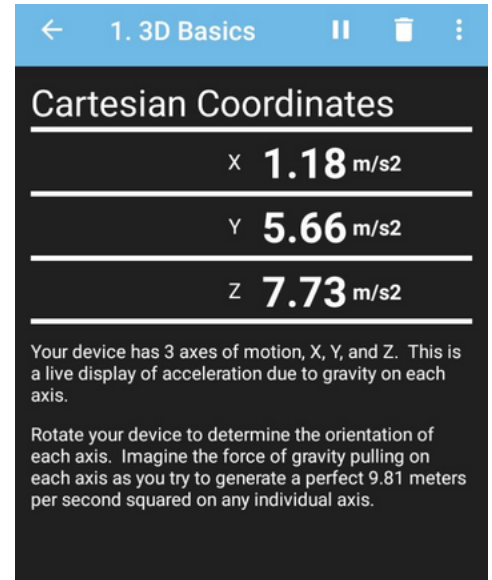 1. 3D Basics
Cartesian Coordinates
X 1.18 m/s2
Y 5.66 m/s2
Z 7.73 m/s2
Your device has 3 axes of motion, X, Y, and Z.  This is
a live display of acceleration due to gravity on each
axis.
Rotate your device to determine the orientation of
each axis.  Imagine the force of gravity pulling on
each axis as you try to generate a perfect 9.81 meters
per second squared on any individual axis.